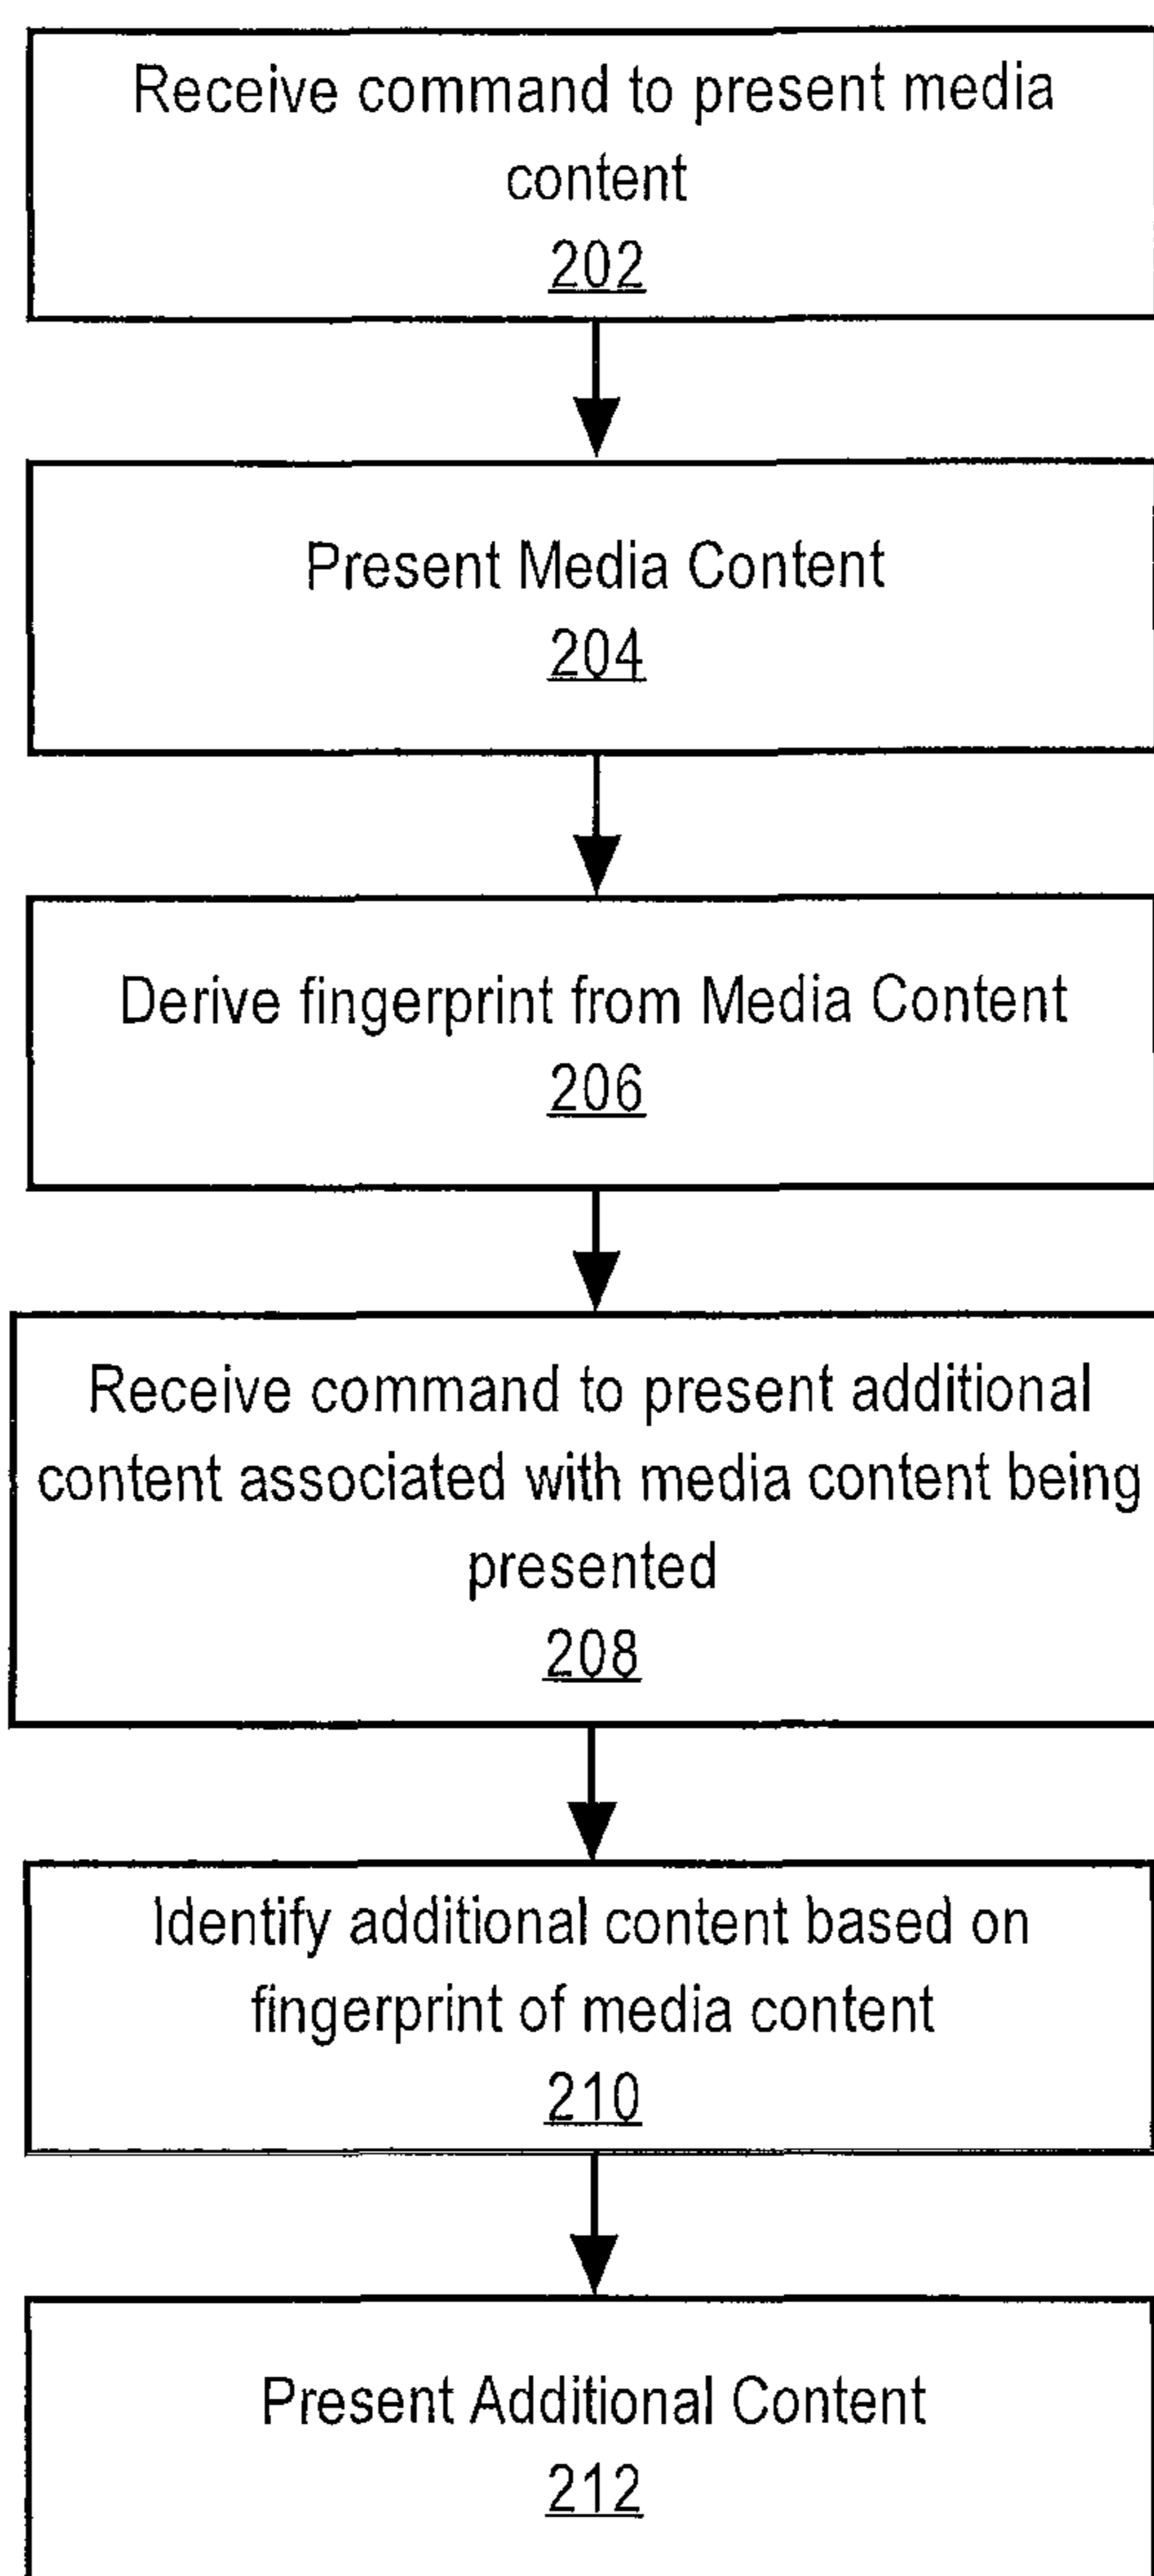 Receive command to present media
content
202
Present Media Content
204
Derive fingerprint from Media Content
206
Receive command to present additional
content associated with media content being
presented
208
Identify additional content based on
fingerprint of media content
210
Present Additional Content
212